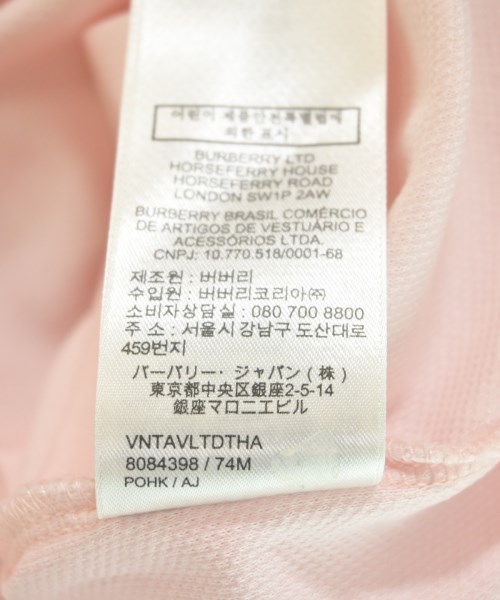 어린이 제품안전특별법에
의한 표시
BURBERRY LTD
HORSEFERRY HOUSE
HORSEFERRY ROAD
LONDON SW1P 2AW
BURBERRY BRASIL COMÉRCIO
DE ARTIGOS DE VESTUÁRIO E
ACESSÓRIOS LTDA.
CNPJ: 10.770.518/0001-68
제조원 : 버버리
수입원 : 버버리코리아㈜
소비자상담실 : 080 700 8800
주 소 : 서울시 강남구 도산대로
459번지
バーバリー・ジャパン(株)
東京都中央区銀座2-5-14
銀座マロニエビル
VNTAVLTDTHA
8084398 / 74M
POHK / AJ